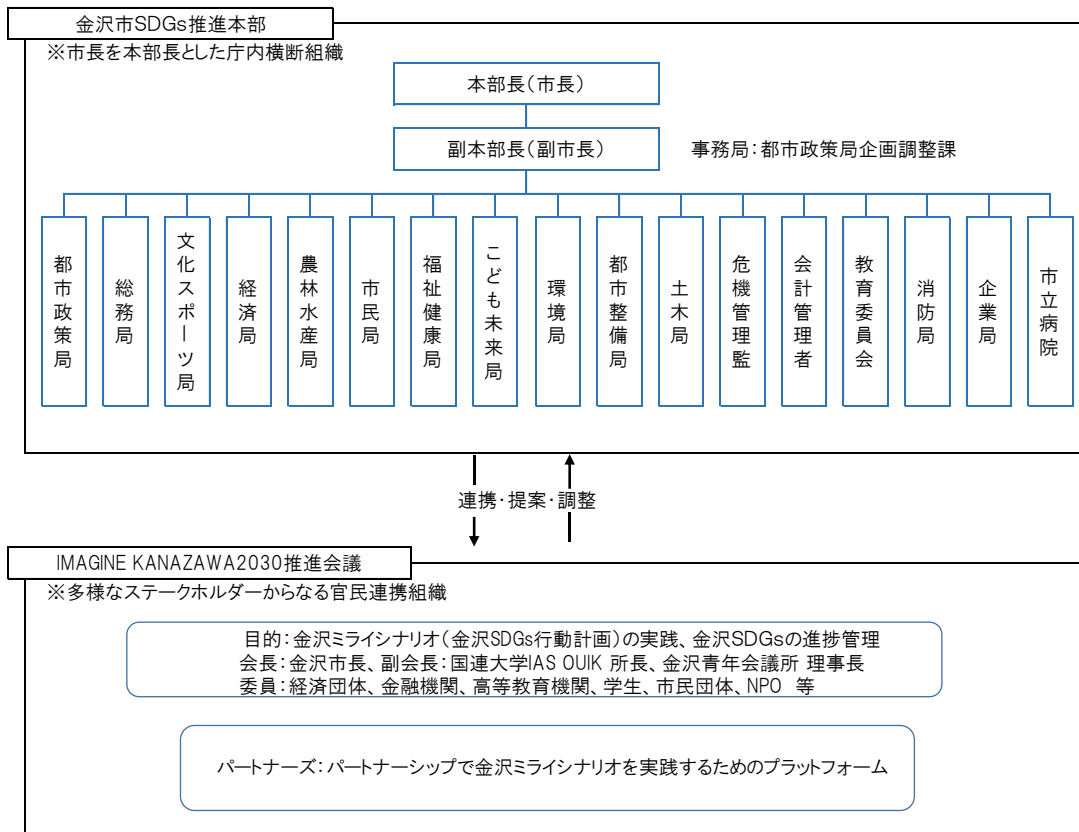 金沢市SDGs推進本部
※市長を本部長とした庁内横断組織
本部長(市長)
副本部長(副市長)
事務局:都市政策局企画調整課
都市政策局
総務局
文化スポーツ局
経済局
農林水産局
市民局
福祉健康局
こども未来局
環境局
都市整備局
土木局
危機管理監
会計管理者
教育委員会
消防局
企業局
市立病院
連携・提案・調整
IMAGINE KANAZAWA2030推進会議
※多様なステークホルダーからなる官民連携組織
目的:金沢ミライシナリオ(金沢SDGs行動計画)の実践、金沢SDGsの進捗管理
会長:金沢市長、副会長:国連大学IAS OUIK 所長、金沢青年会議所 理事長
委員:経済団体、金融機関、高等教育機関、学生、市民団体、NPO 等
パートナーズ:パートナーシップで金沢ミライシナリオを実践するためのプラットフォーム